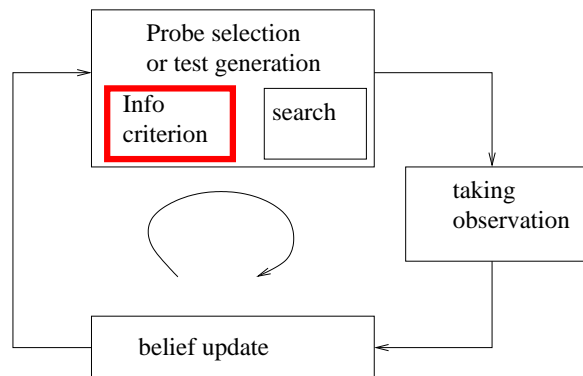 Probe selection
or test generation
Info
criterion
search
taking
observation
belief update